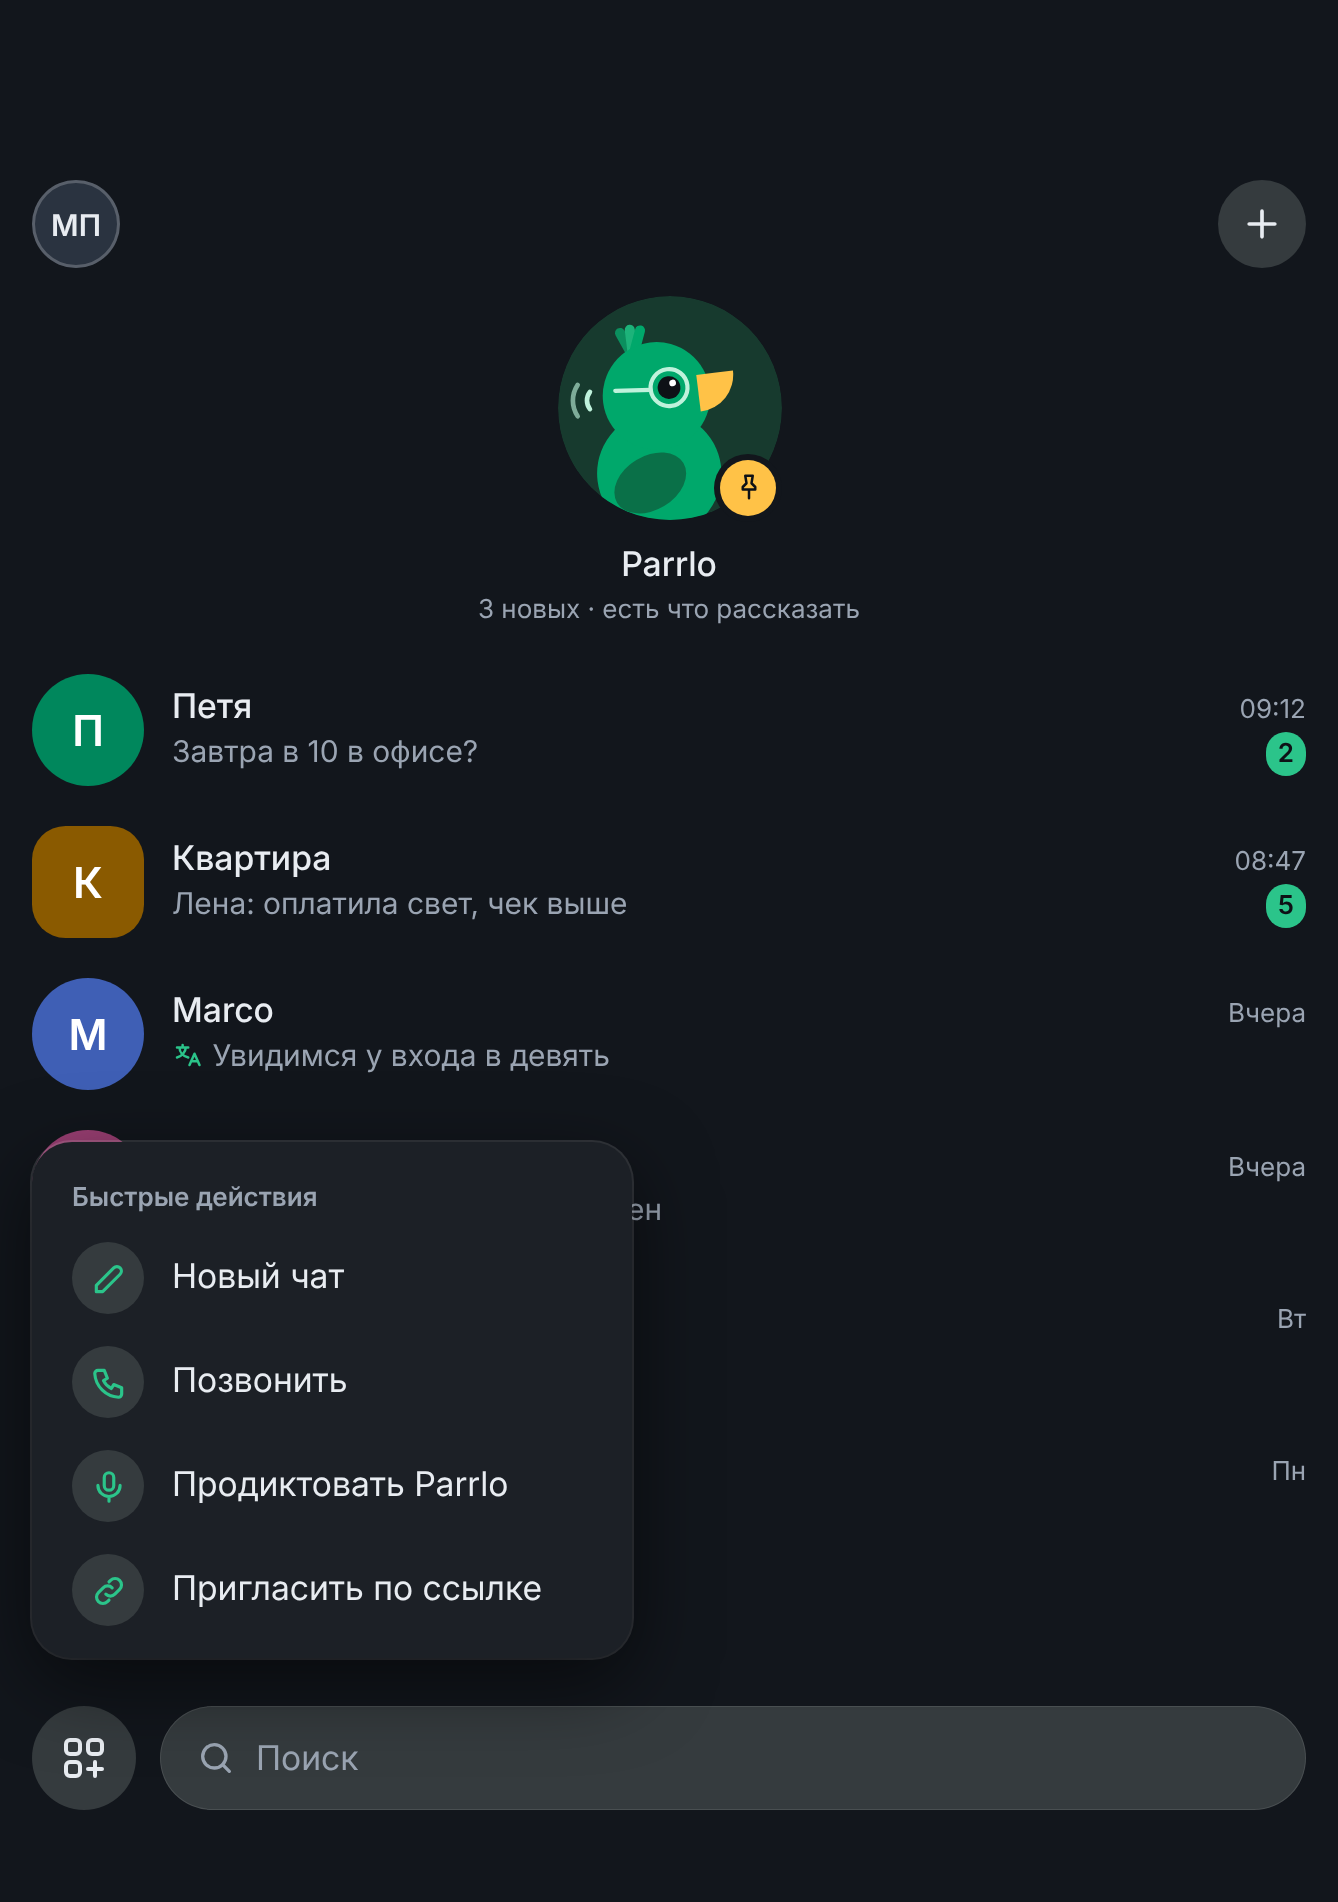 МП
Parrlo
3 новых · есть что рассказать
П
Петя
09:12
Завтра в 10 в офисе?
2
К
Квартира
08:47
Лена: оплатила свет, чек выше
5
M
Marco
Вчера
Увидимся у входа в девять
Вчера
Быстрые действия
ен
Новый чат
Вт
Позвонить
Пн
Продиктовать Parrlo
Пригласить по ссылке
Поиск